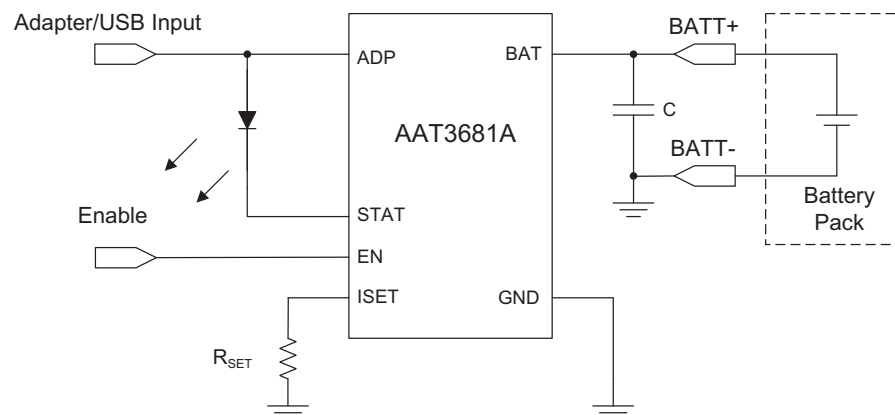 Adapter/USB Input
BATT+
ADP
BAT
AAT3681A
C
BATT-
Battery
Pack
Enable
STAT
EN
ISET
GND
RSET